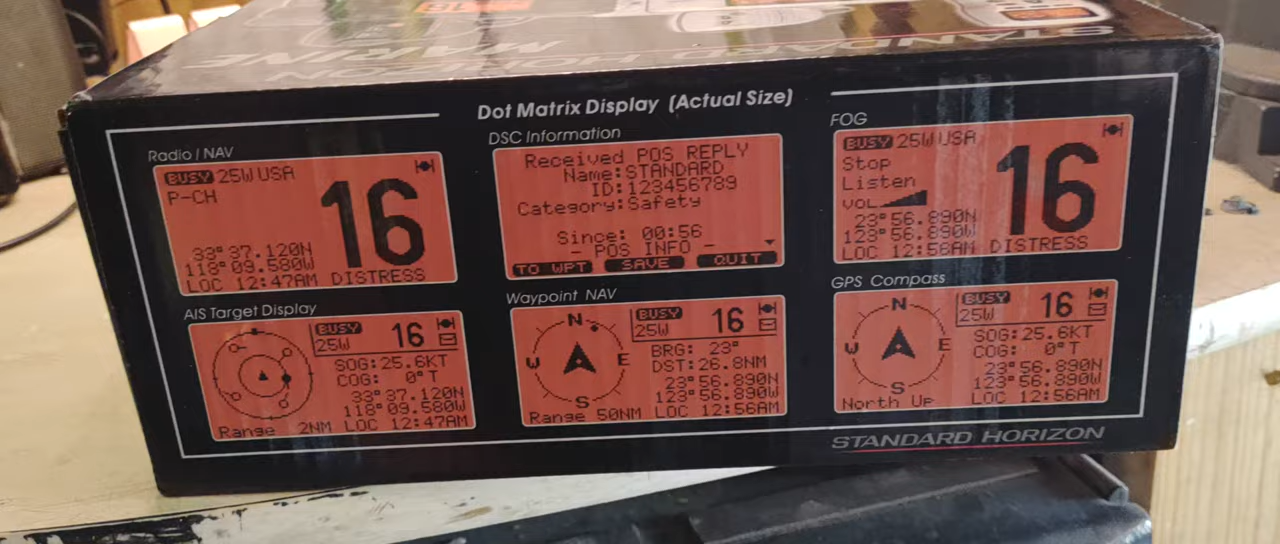 STANDARD HORIZON
MARINE
Dot Matrix Display (Actual Size)
Radio / NAV
BUSY 25W USA
P-CH
16
33°37.120N
118°09.580W
LOC 12:47AM DISTRESS
DSC Information
Received POS REPLY
Name:STANDARD
ID:123456789
Category:Safety
Since: 00:56
- POS INFO -
TO WPT SAVE QUIT
FOG
BUSY 25W USA
Stop
Listen
VOL
16
23°56.890N
123°56.890W
LOC 12:56AM DISTRESS
AIS Target Display
BUSY 16
25W
SOG:25.6KT
COG: 0°T
33°37.120N
118°09.580W
Range 2NM LOC 12:47AM
Waypoint NAV
N
W E
S
BUSY 16
25W
BRG: 23°
DST:26.8NM
23°56.890N
123°56.890W
Range 50NM LOC 12:56AM
GPS Compass
N
W E
S
BUSY 16
25W
SOG:25.6KT
COG: 0°T
23°56.890N
123°56.890W
North Up LOC 12:56AM
STANDARD HORIZON